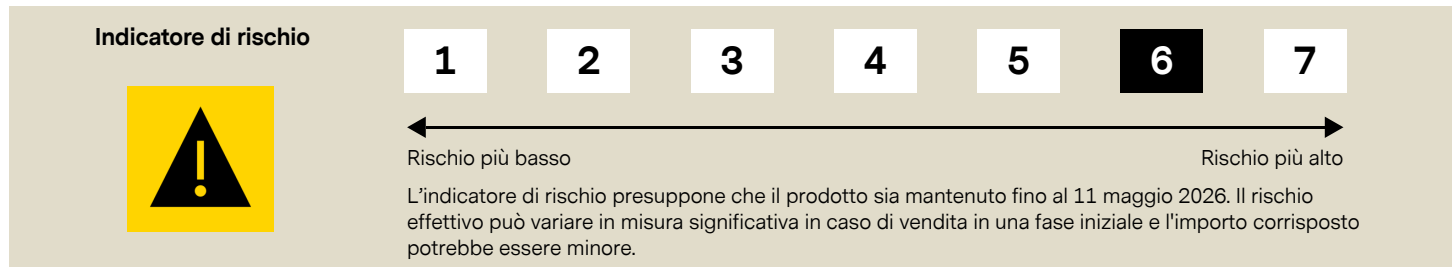 Indicatore di rischio
1 2 3 4 5 6 7
!
Rischio più basso Rischio più alto
L'indicatore di rischio presuppone che il prodotto sia mantenuto fino al 11 maggio 2026. Il rischio
effettivo può variare in misura significativa in caso di vendita in una fase iniziale e l'importo corrisposto
potrebbe essere minore.